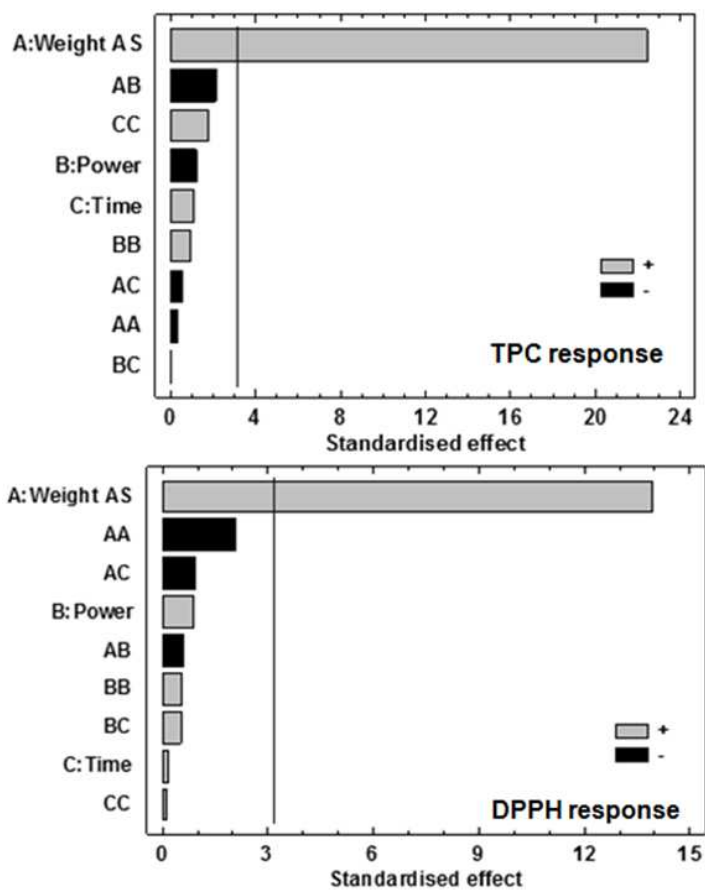 A:Weight AS
AB
CC
B:Power
C:Time
BB
AC
AA
BC
+
-
TPC response
0 4 8 12 16 20 24
Standardised effect
A:Weight AS
AA
AC
B:Power
AB
BB
BC
C:Time
CC
+
-
DPPH response
0 3 6 9 12 15
Standardised effect